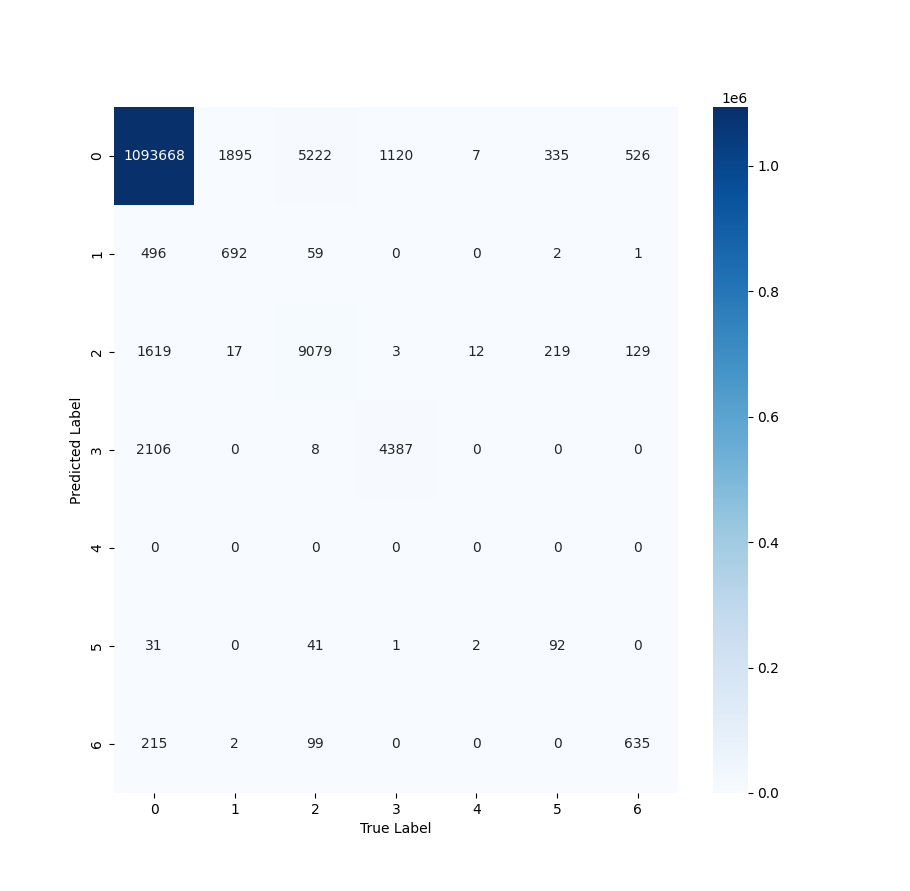 1e6
0 1093668 1895 5222 1120 7 335 526
1.0
1 496 692 59 0 0 2 1
0.8
2 1619 17 9079 3 12 219 129
0.6
Predicted Label
3 2106 0 8 4387 0 0 0
0.4
4 0 0 0 0 0 0 0
5 31 0 41 1 2 92 0
0.2
6 215 2 99 0 0 0 635
0.0
0 1 2 3 4 5 6
True Label